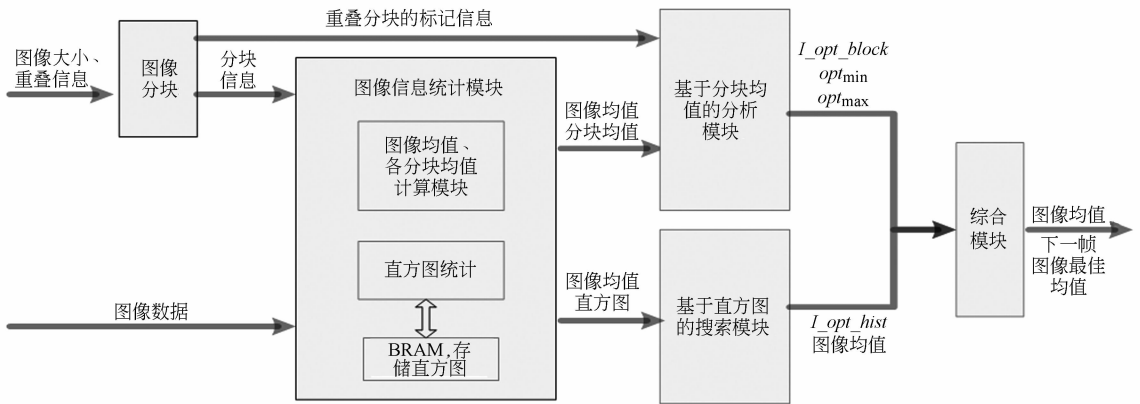 重叠分块的标记信息
图像大小、
重叠信息
图像
分块
分块
信息
图像信息统计模块
图像均值、
各分块均值
计算模块
直方图统计
BRAM,存
储直方图
图像数据
图像均值
分块均值
基于分块均
值的分析
模块
I_opt_block
optmin
optmax
图像均值
直方图
基于直方图
的搜索模块
I_opt_hist
图像均值
综合
模块
图像均值
下一帧
图像最佳
均值